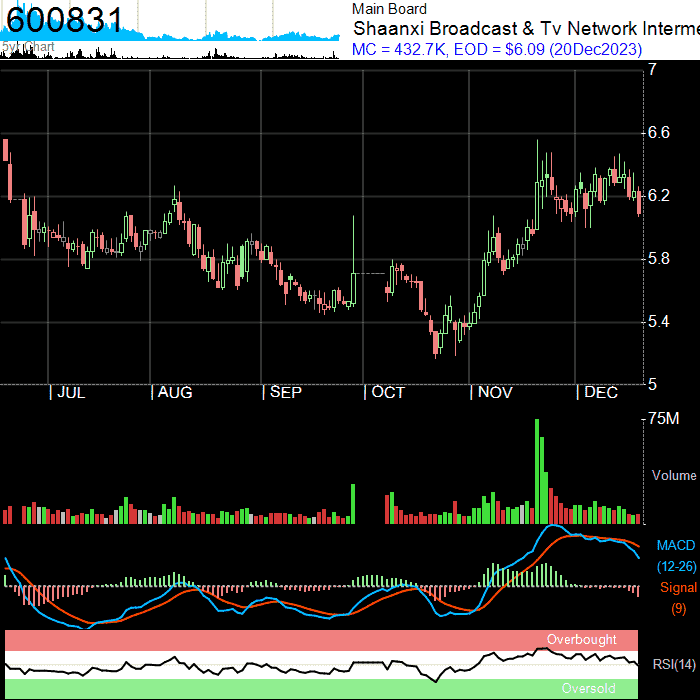 600831
5yr Chart
Main Board
Shaanxi Broadcast & Tv Network Interme
MC = 432.7K, EOD = $6.09 (20Dec2023)
7
6.6
6.2
5.8
5.4
5
| JUL | AUG | SEP | OCT | NOV | DEC
75M
Volume
MACD
(12-26)
Signal
(9)
Overbought
RSI(14)
Oversold